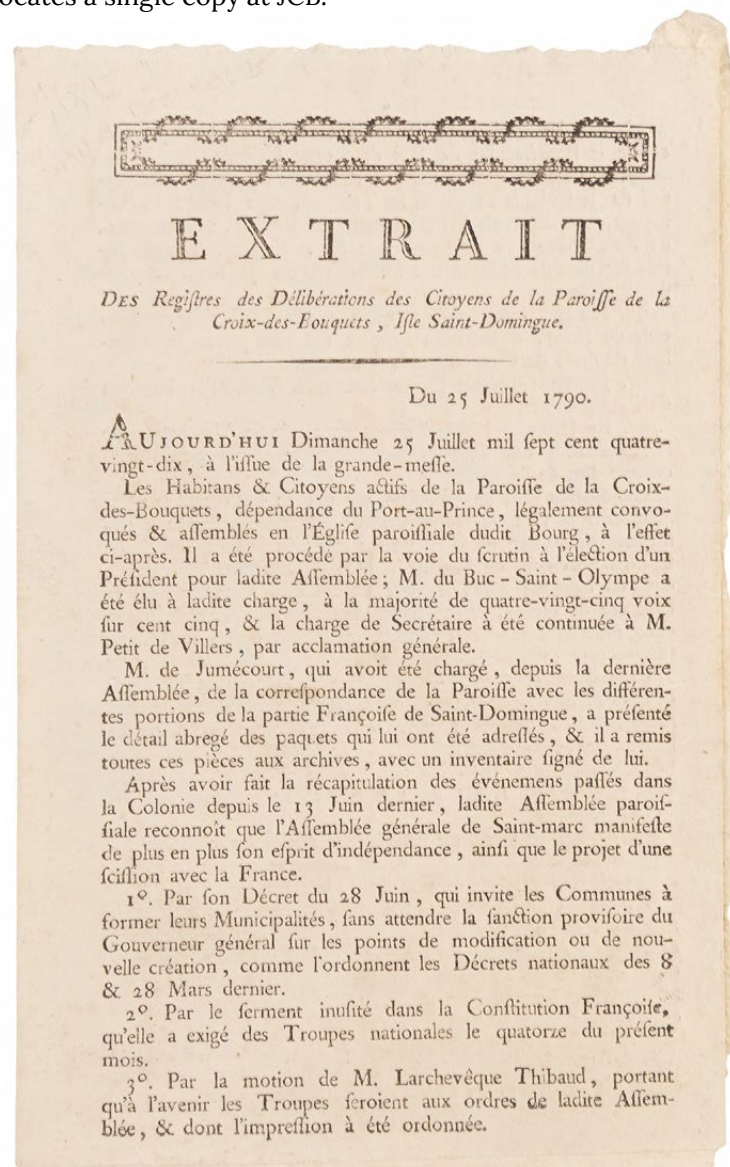 ocates a single copy at JCB.
EXTRAIT
DES Regiſtres des Délibérations des Citoyens de la Paroiſſe de la
Croix-des-Bouquets, Iſle Saint-Domingue.
Du 25 Juillet 1790.
AUJOURD'HUI Dimanche 25 Juillet mil ſept cent quatre-
vingt-dix, à l'iſſue de la grande-meſſe.
Les Habitans & Citoyens actifs de la Paroiſſe de la Croix-
des-Bouquets, dépendance du Port-au-Prince, légalement convo-
qués & aſſemblés en l'Égliſe paroiſſiale dudit Bourg, à l'effet
ci-après. Il a été procédé par la voie du ſcrutin à l'élection d'un
Préſident pour ladite Aſſemblée; M. du Buc-Saint-Olympe a
été élu à ladite charge, à la majorité de quatre-vingt-cinq voix
ſur cent cinq, & la charge de Secrétaire à été continuée à M.
Petit de Villers, par acclamation générale.
M. de Jumécourt, qui avoit été chargé, depuis la dernière
Aſſemblée, de la correſpondance de la Paroiſſe avec les différen-
tes portions de la partie Françoiſe de Saint-Domingue, a préſenté
le détail abregé des paquets qui lui ont été adreſſés, & il a remis
toutes ces pièces aux archives, avec un inventaire ſigné de lui.
Après avoir fait la récapitulation des événemens paſſés dans
la Colonie depuis le 13 Juin dernier, ladite Aſſemblée paroiſ-
ſiale reconnoît que l'Aſſemblée générale de Saint-marc manifeſte
de plus en plus ſon eſprit d'indépendance, ainſi que le projet d'une
ſciſſion avec la France.
1º. Par ſon Décret du 28 Juin, qui invite les Communes à
former leurs Municipalités, ſans attendre la ſanction proviſoire du
Gouverneur général ſur les points de modification ou de nou-
velle création, comme l'ordonnent les Décrets nationaux des 8
& 28 Mars dernier.
2º. Par le ſerment inuſité dans la Conſtitution Françoiſe,
qu'elle a exigé des Troupes nationales le quatorze du préſent
mois.
3º. Par la motion de M. Larchevêque Thibaud, portant
qu'à l'avenir les Troupes ſeroient aux ordres de ladite Aſſem-
blée, & dont l'impreſſion à été ordonnée.